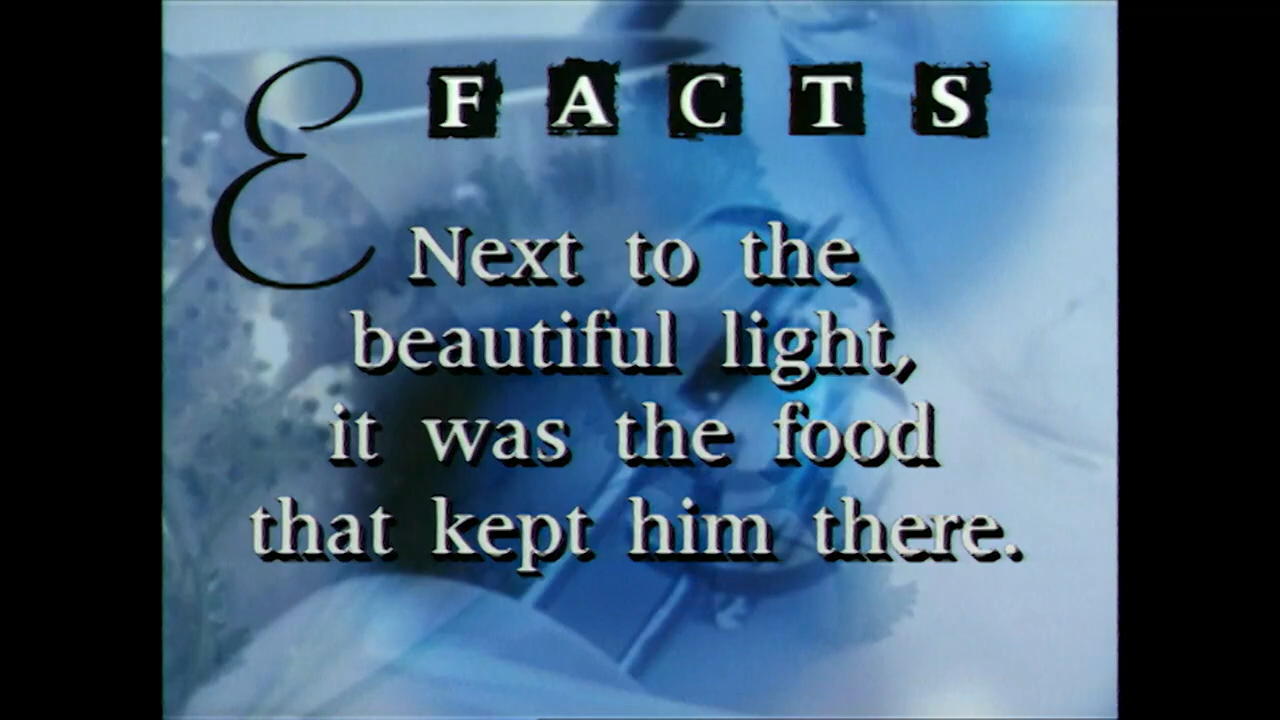 E FACTS
Next to the
beautiful light,
it was the food
that kept him there.